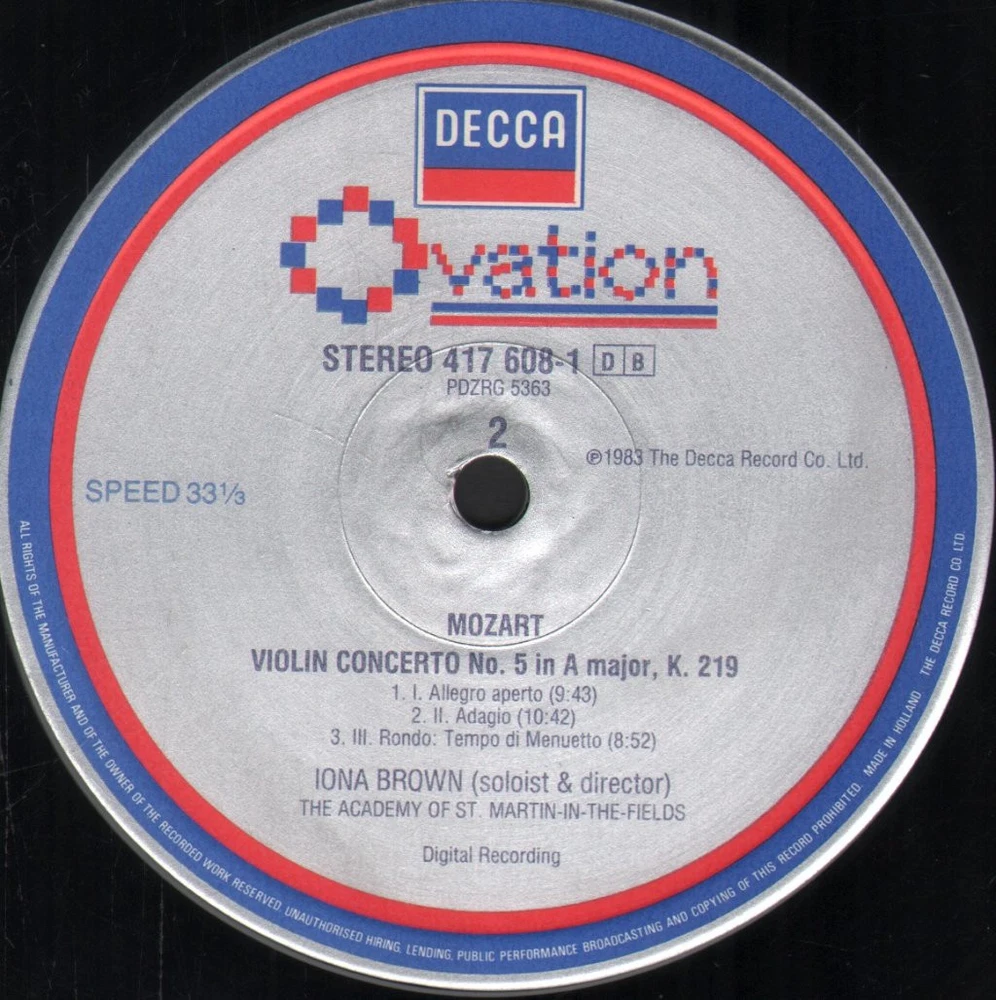 DECCA
Ovation
STEREO 417 608-1 DB
PDZRG 5363
2
℗1983 The Decca Record Co. Ltd.
SPEED 33⅓
MOZART
VIOLIN CONCERTO No. 5 in A major, K. 219
1. I. Allegro aperto (9:43)
2. II. Adagio (10:42)
3. III. Rondo: Tempo di Menuetto (8:52)
IONA BROWN (soloist & director)
THE ACADEMY OF ST. MARTIN-IN-THE-FIELDS
Digital Recording
ALL RIGHTS OF THE MANUFACTURER AND OF THE OWNER OF THE RECORDED WORK RESERVED. UNAUTHORISED HIRING, LENDING, PUBLIC PERFORMANCE BROADCASTING AND COPYING OF THIS RECORD PROHIBITED. MADE IN HOLLAND THE DECCA RECORD CO LTD.